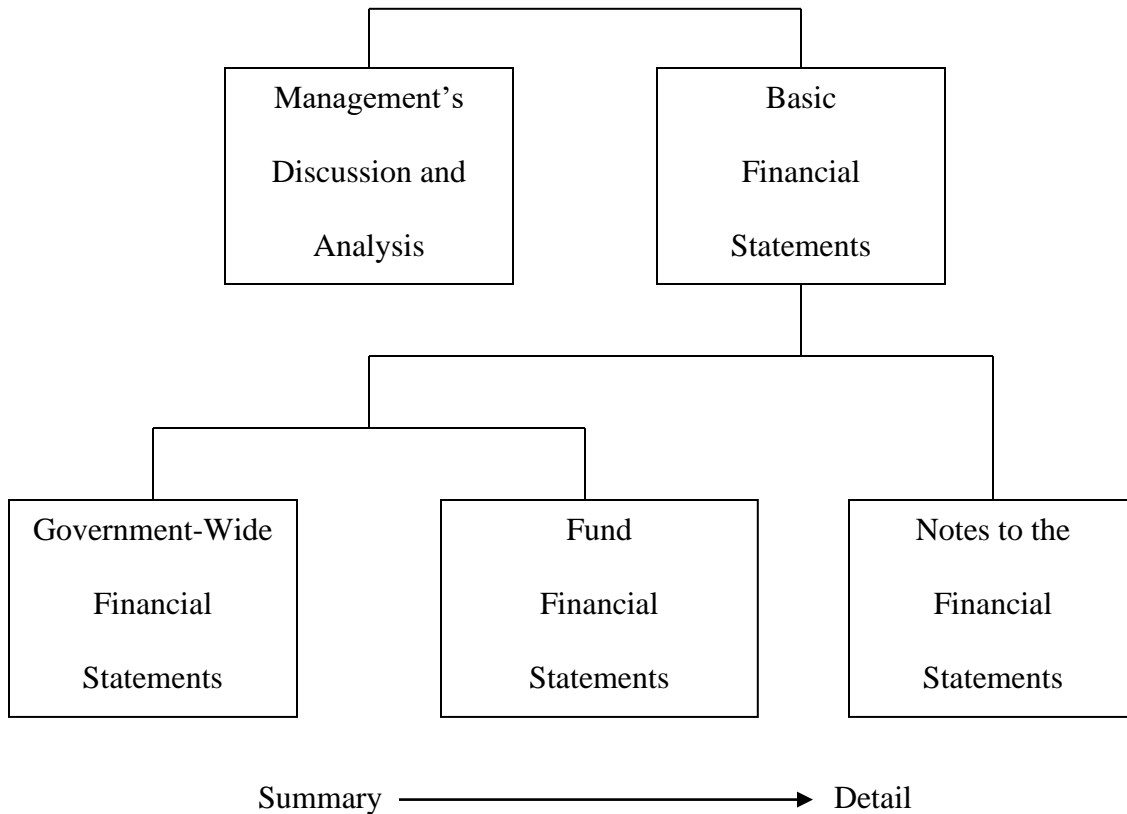 Management’s
Discussion and
Analysis
Basic
Financial
Statements
Government-Wide
Financial
Statements
Fund
Financial
Statements
Notes to the
Financial
Statements
Summary
Detail